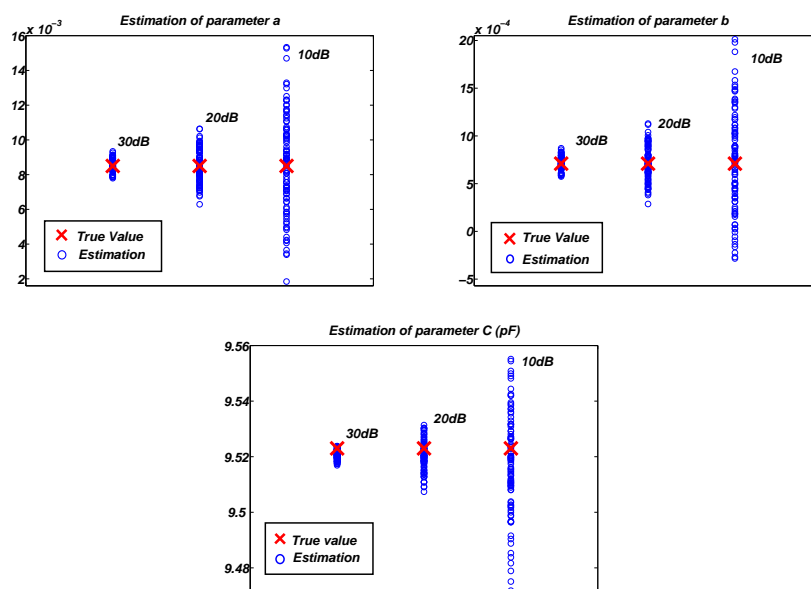 Estimation of parameter a
x 10⁻³
16
14
12
10
8
6
4
2
30dB
20dB
10dB
True Value
Estimation
Estimation of parameter b
x 10⁻⁴
20
15
10
5
0
−5
30dB
20dB
10dB
True Value
Estimation
Estimation of parameter C (pF)
9.56
9.54
9.52
9.5
9.48
30dB
20dB
10dB
True value
Estimation